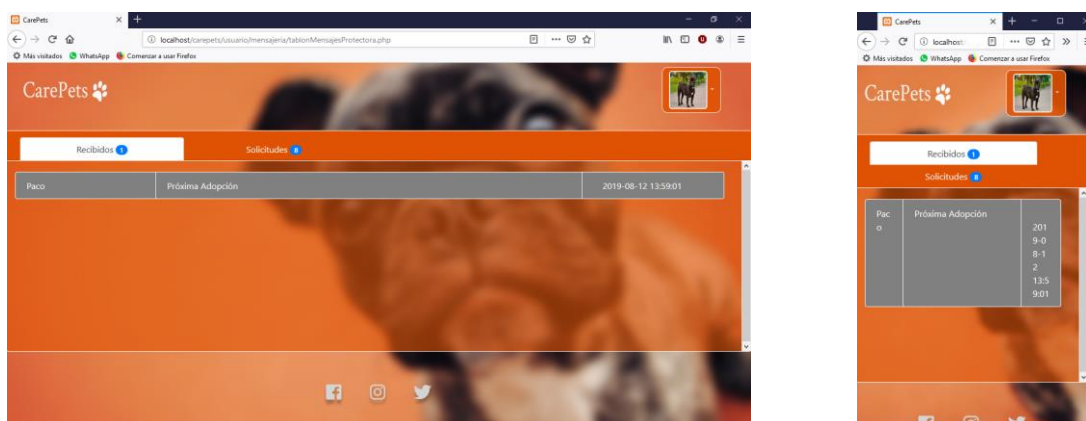 CarePets
localhost/carepets/usuario/mensajeria/tablonMensajesProtectora.php
Más visitados WhatsApp Comenzar a usar Firefox
CarePets
Recibidos 1 Solicitudes 8
Paco Próxima Adopción 2019-08-12 13:59:01
CarePets
localhost
Más visitados WhatsApp Comenzar a usar Firefox
CarePets
Recibidos 1
Solicitudes 8
Pac Próxima Adopción
o 201
9-0
8-1
2
13:5
9:01